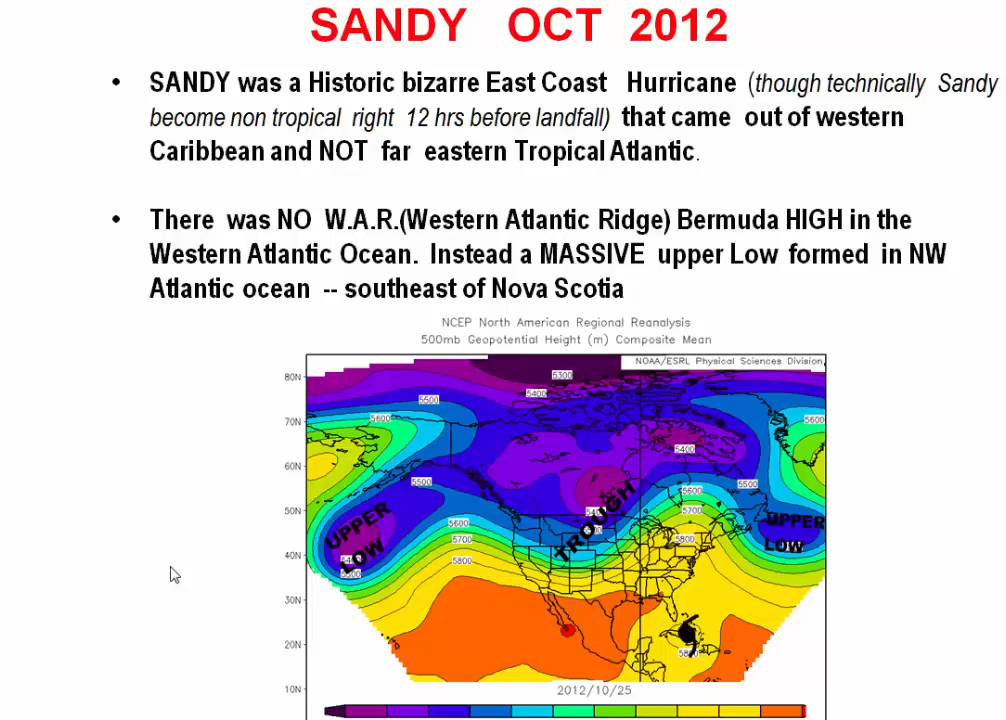 SANDY OCT 2012
• SANDY was a Historic bizarre East Coast Hurricane (though technically Sandy
become non tropical right 12 hrs before landfall) that came out of western
Caribbean and NOT far eastern Tropical Atlantic.
• There was NO W.A.R.(Western Atlantic Ridge) Bermuda HIGH in the
Western Atlantic Ocean. Instead a MASSIVE upper Low formed in NW
Atlantic ocean -- southeast of Nova Scotia
NCEP North American Regional Reanalysis
500mb Geopotential Height (m) Composite Mean
NOAA/ESRL Physical Sciences Division
80N
5300
5400
5500
70N
5600
5600
5400
60N
5500
5500
5600
50N
5700
UPPER
LOW
TROUGH
UPPER
LOW
5600
5700
5800
40N
5800
5500
30N
20N
10N
2012/10/25